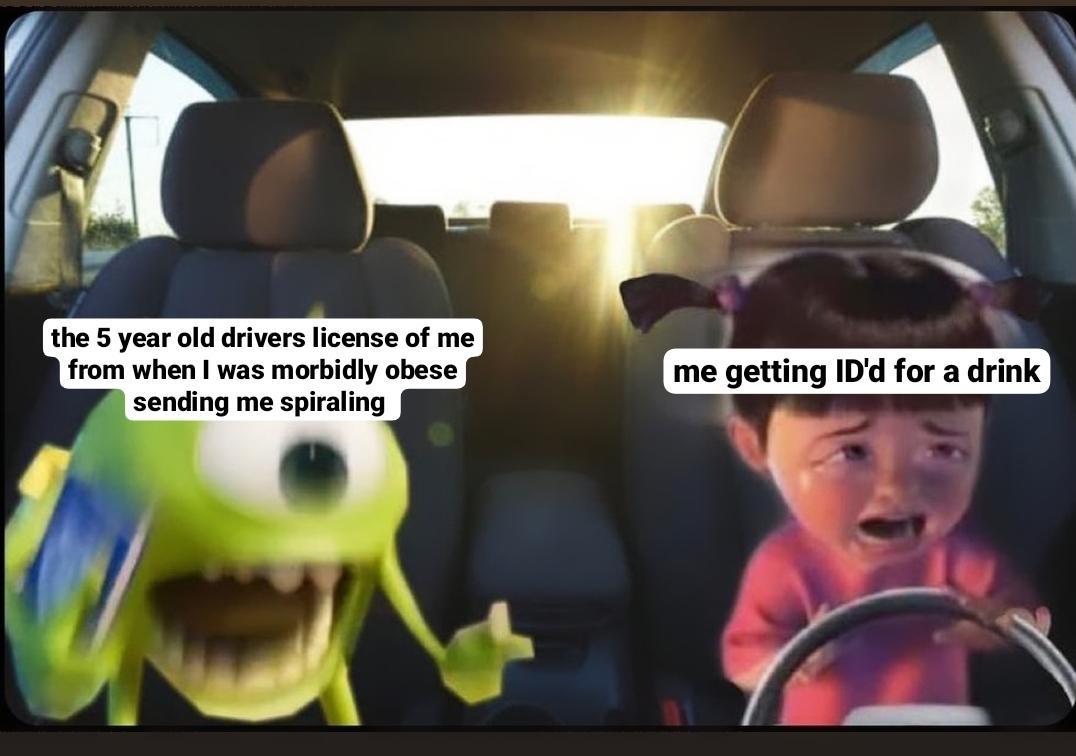 the 5 year old drivers license of me
from when I was morbidly obese
sending me spiraling
me getting ID'd for a drink